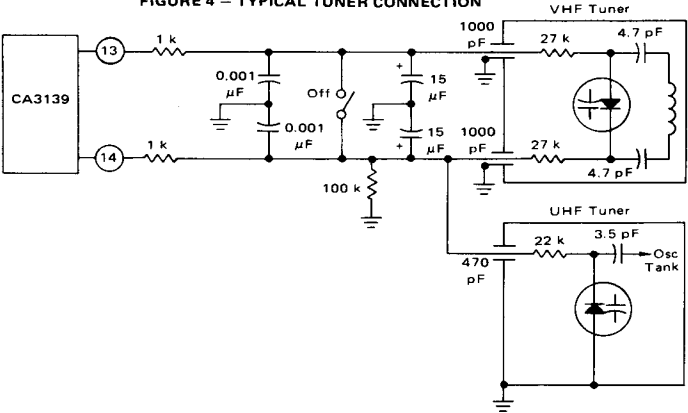 FIGURE 4 — TYPICAL TUNER CONNECTION
VHF Tuner
CA3139
13
1 k
0.001
μF
0.001
μF
Off
15
μF
15
μF
1000
pF
27 k
4.7 pF
1000
pF
27 k
4.7 pF
14
1 k
100 k
UHF Tuner
470
pF
22 k
3.5 pF
Osc
Tank